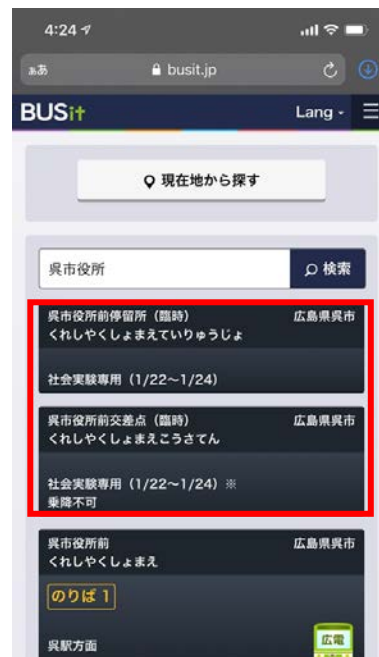 4:24
ぁあ busit.jp
BUSit Lang
現在地から探す
呉市役所 検索
呉市役所前停留所（臨時） 広島県呉市
くれしやくしょまえていりゅうじょ
社会実験専用（1/22～1/24）
呉市役所前交差点（臨時） 広島県呉市
くれしやくしょまえこうさてん
社会実験専用（1/22～1/24）※
乗降不可
呉市役所前 広島県呉市
くれしやくしょまえ
のりば 1
呉駅方面 広電